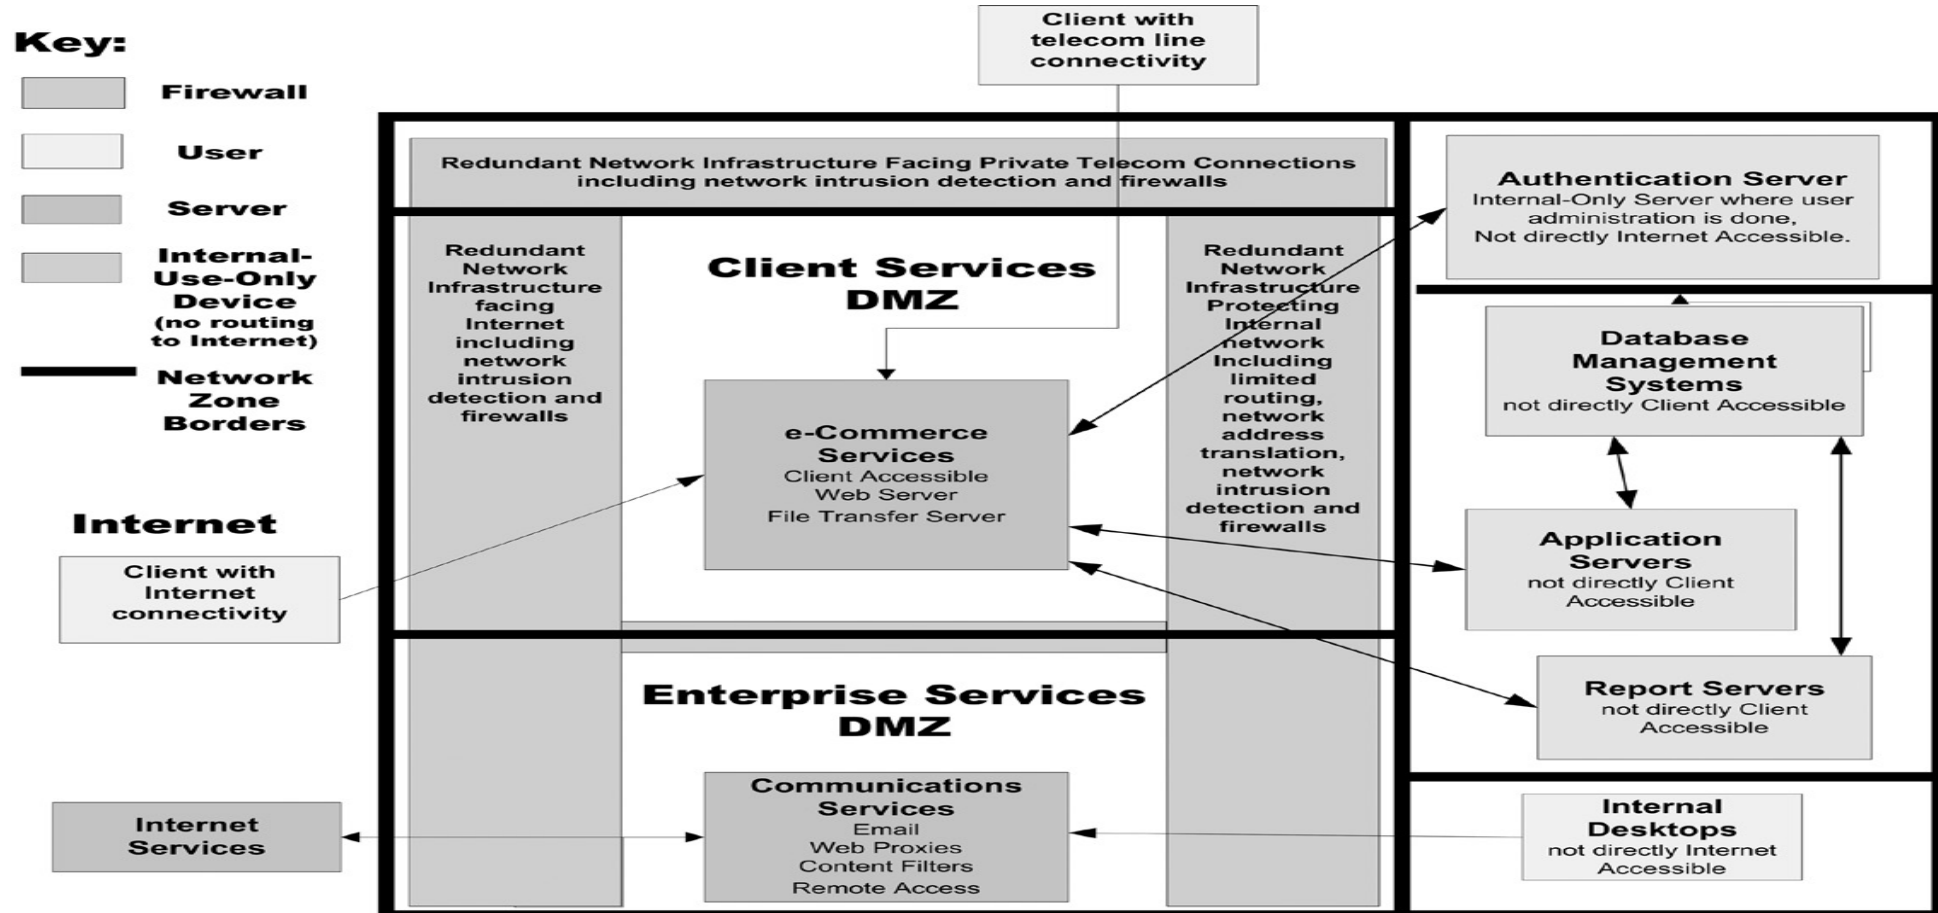 Client with
telecom line
connectivity
Key:
Firewall
User
Server
Internal-
Use-Only
Device
(no routing
to Internet)
Network
Zone
Borders
Redundant Network Infrastructure Facing Private Telecom Connections
including network intrusion detection and firewalls
Redundant
Network
Infrastructure
facing
Internet
including
network
intrusion
detection and
firewalls
Client Services
DMZ
Redundant
Network
Infrastructure
Protecting
Internal
network
Including
limited
routing,
network
address
translation,
network
intrusion
detection and
firewalls
Authentication Server
Internal-Only Server where user
administration is done,
Not directly Internet Accessible.
Database
Management
Systems
not directly Client Accessible
e-Commerce
Services
Client Accessible
Web Server
File Transfer Server
Internet
Client with
Internet
connectivity
Application
Servers
not directly Client
Accessible
Report Servers
not directly Client
Accessible
Enterprise Services
DMZ
Communications
Services
Email
Web Proxies
Content Filters
Remote Access
Internet
Services
Internal
Desktops
not directly Internet
Accessible